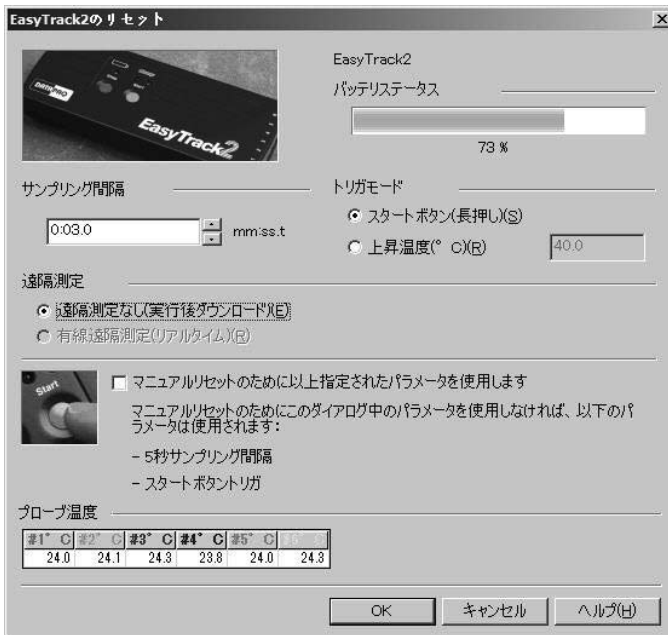 EasyTrack2のリセット
EasyTrack2
バッテリステータス
DATAPRO
EasyTrack2
73 %
サンプリング間隔
トリガモード
0:03.0
mm:ss.t
スタートボタン(長押し)(S)
上昇温度(° C)(R)
40.0
遠隔測定
遠隔測定なし(実行後ダウンロード)(E)
有線遠隔測定(リアルタイム)(R)
Start
マニュアルリセットのために以上指定されたパラメータを使用します
マニュアルリセットのためにこのダイアログ中のパラメータを使用しなければ、以下のパ
ラメータは使用されます:
- 5秒サンプリング間隔
- スタートボタントリガ
プローブ温度
#1° C #2° C #3° C #4° C #5° C #6° C
24.0 24.1 24.3 23.8 24.0 24.3
OK キャンセル ヘルプ(H)